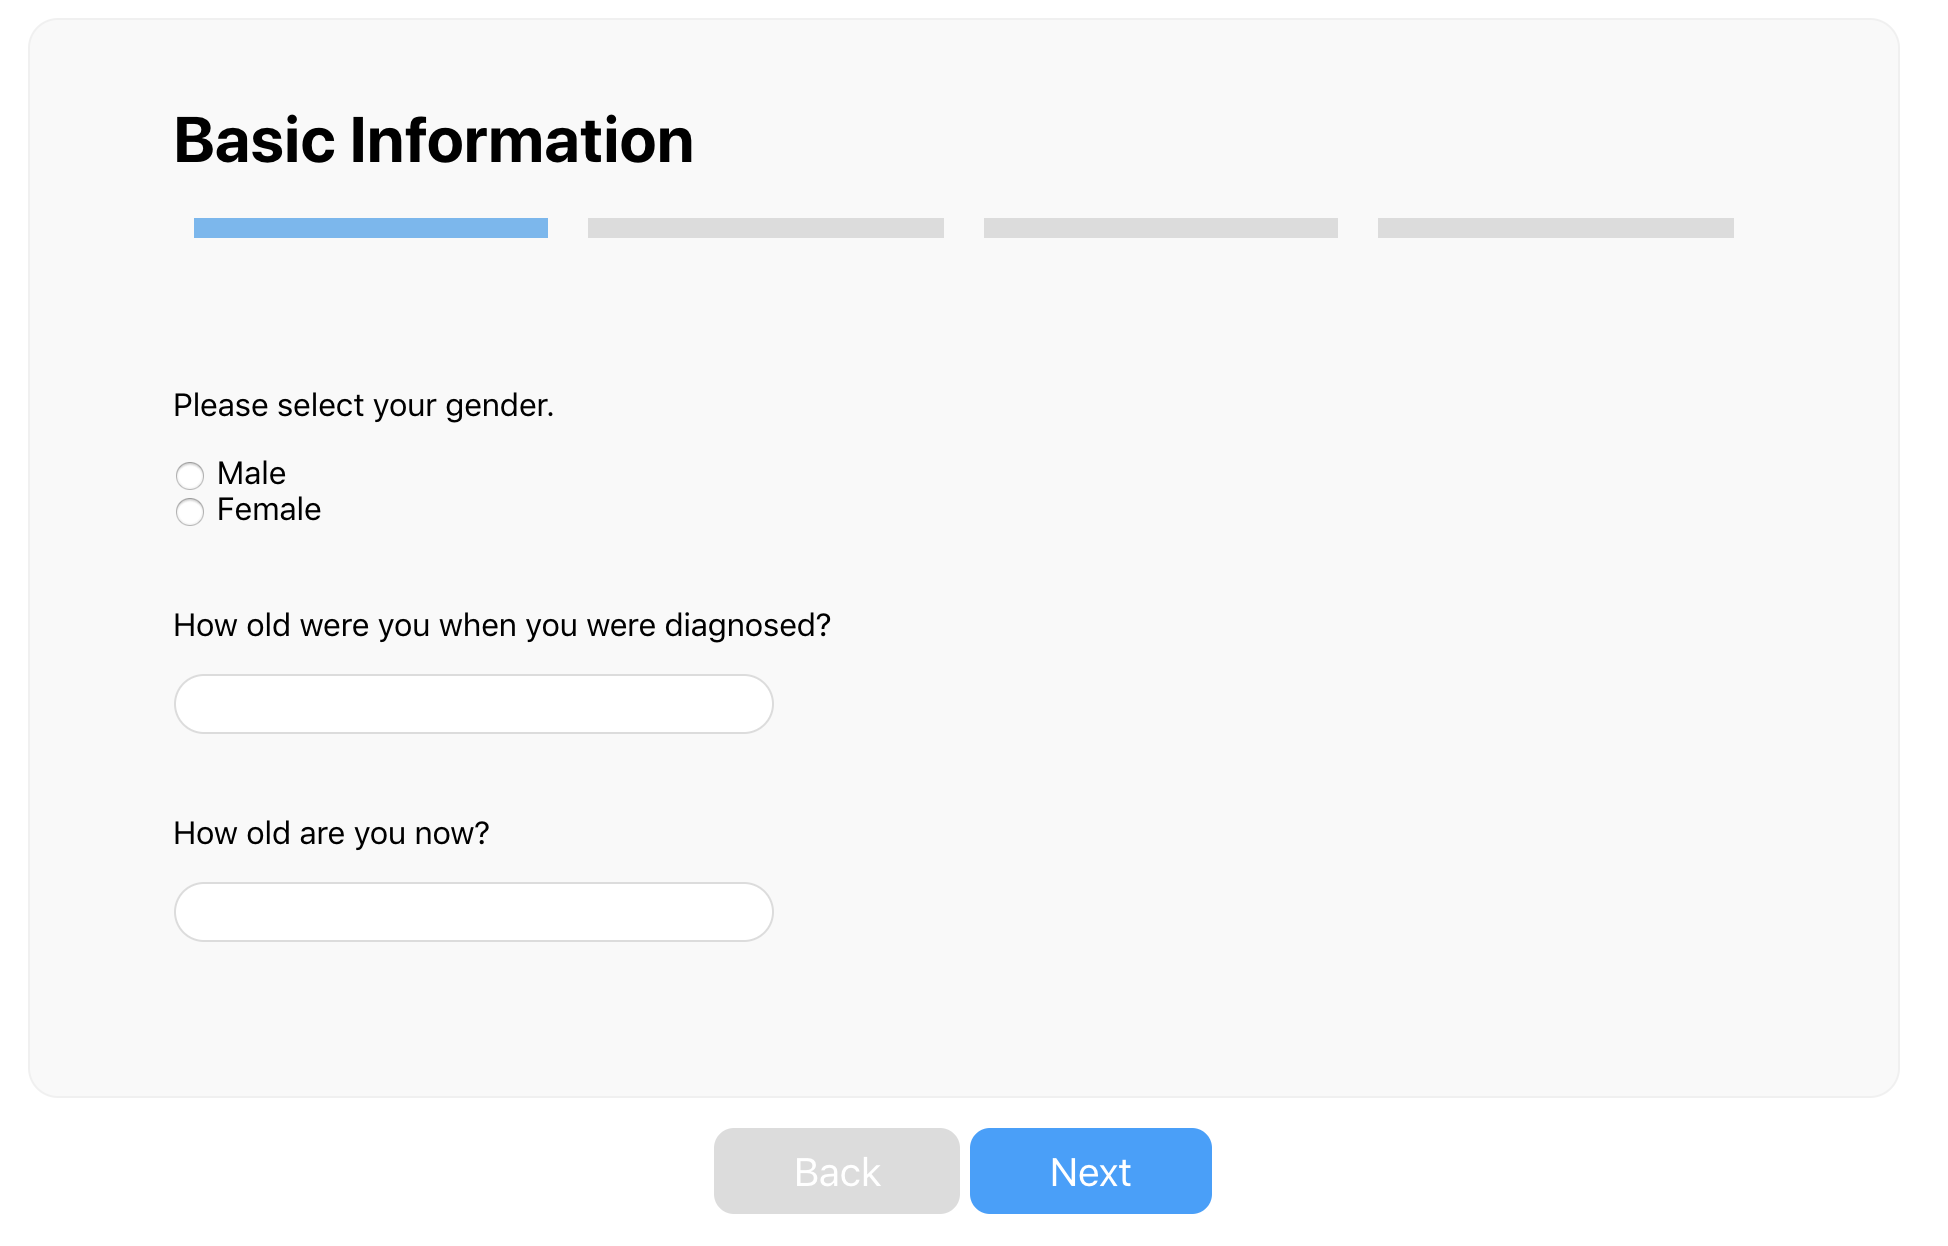 Basic Information
Please select your gender.
Male
Female
How old were you when you were diagnosed?
How old are you now?
Back
Next